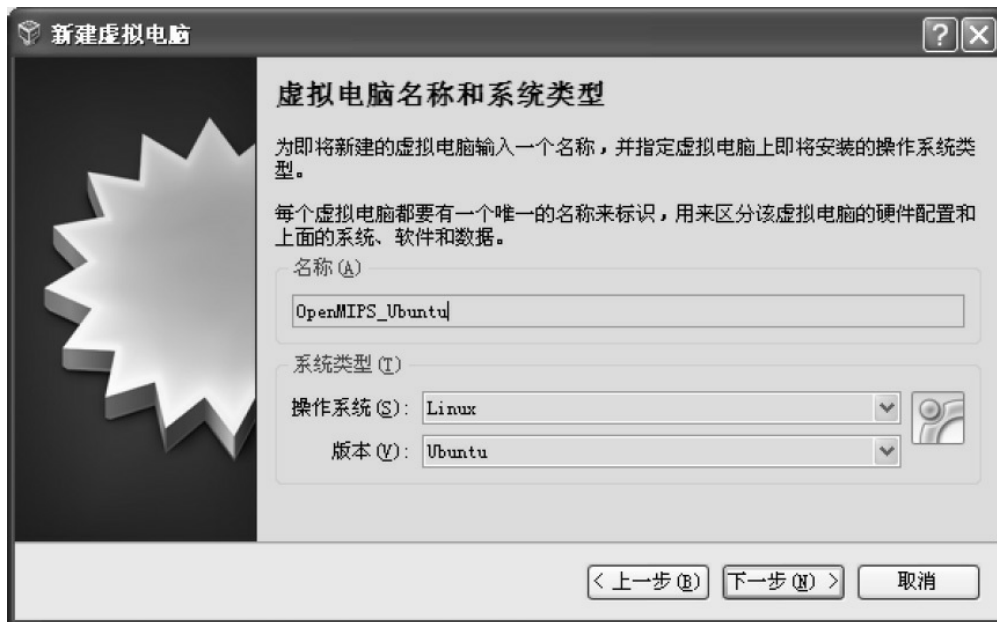 新建虚拟电脑
虚拟电脑名称和系统类型
为即将新建的虚拟电脑输入一个名称，并指定虚拟电脑上即将安装的操作系统类
型。
每个虚拟电脑都要有一个唯一的名称来标识，用来区分该虚拟电脑的硬件配置和
上面的系统、软件和数据。
名称(A)
OpenMIPS_Ubuntu
系统类型(T)
操作系统(S)： Linux
版本(V)： Ubuntu
< 上一步(B) 下一步(N) > 取消